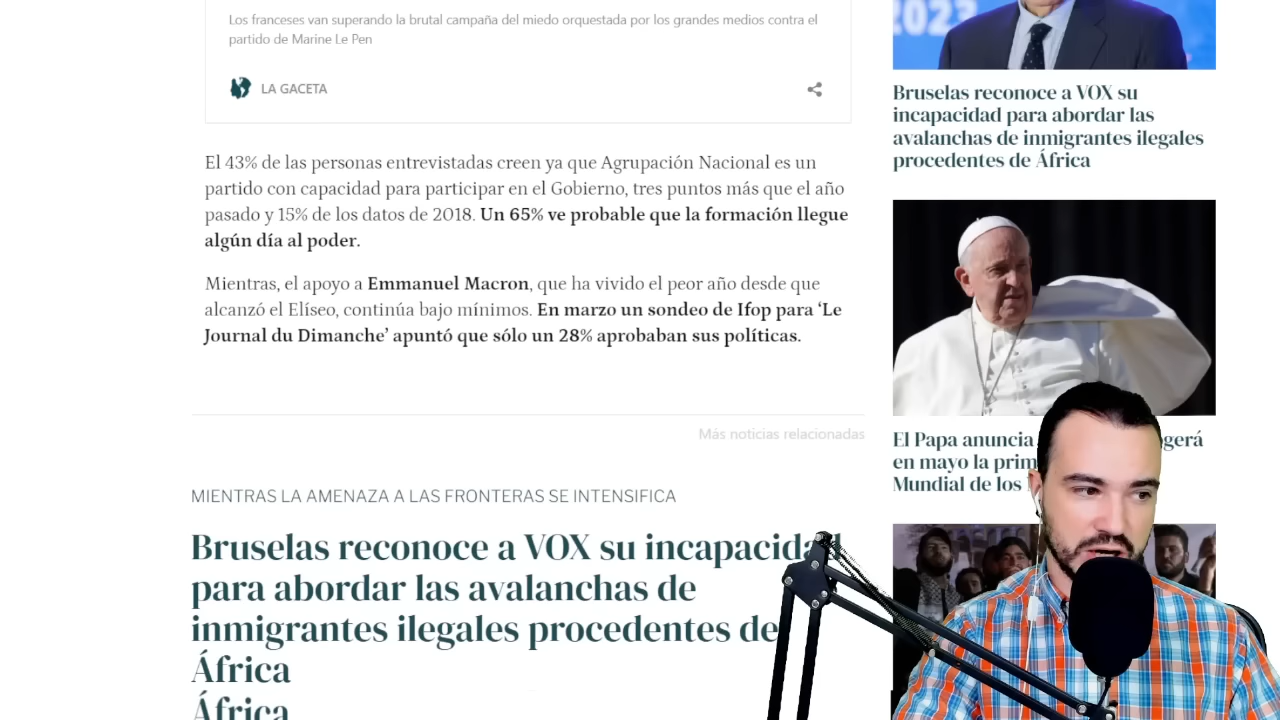 Los franceses van superando la brutal campaña del miedo orquestada por los grandes medios contra el
partido de Marine Le Pen
LA GACETA
El 43% de las personas entrevistadas creen ya que Agrupación Nacional es un
partido con capacidad para participar en el Gobierno, tres puntos más que el año
pasado y 15% de los datos de 2018. Un 65% ve probable que la formación llegue
algún día al poder.
Mientras, el apoyo a Emmanuel Macron, que ha vivido el peor año desde que
alcanzó el Elíseo, continúa bajo mínimos. En marzo un sondeo de Ifop para ‘Le
Journal du Dimanche’ apuntó que sólo un 28% aprobaban sus políticas.
Más noticias relacionadas
MIENTRAS LA AMENAZA A LAS FRONTERAS SE INTENSIFICA
Bruselas reconoce a VOX su incapacidad
para abordar las avalanchas de
inmigrantes ilegales procedentes de
África
África
2023
Bruselas reconoce a VOX su
incapacidad para abordar las
avalanchas de inmigrantes ilegales
procedentes de África
El Papa anuncia
en mayo la
Mundial de los